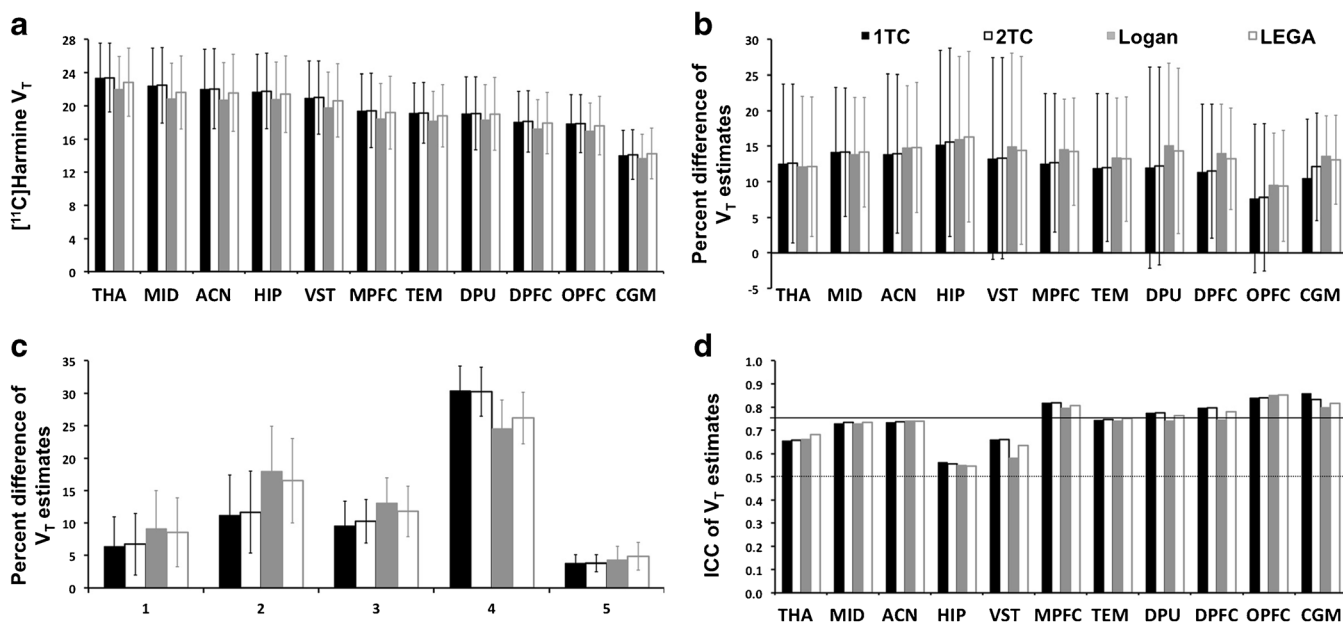 a
[¹¹C]Harmine V_T
28
24
20
16
12
8
4
0
THA MID ACN HIP VST MPFC TEM DPU DPFC OPFC CGM
b
1TC 2TC Logan LEGA
Percent difference of
V_T estimates
30
25
20
15
10
5
0
-5
THA MID ACN HIP VST MPFC TEM DPU DPFC OPFC CGM
c
Percent difference of
V_T estimates
35
30
25
20
15
10
5
0
1 2 3 4 5
d
ICC of V_T estimates
1.0
0.9
0.8
0.7
0.6
0.5
0.4
0.3
0.2
0.1
0.0
THA MID ACN HIP VST MPFC TEM DPU DPFC OPFC CGM